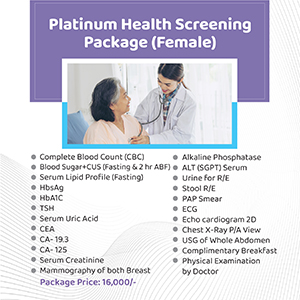 Platinum Health Screening
Package (Female)
Complete Blood Count (CBC)
Blood Sugar+CUS (Fasting & 2 hr ABF)
Serum Lipid Profile (Fasting)
HbsAg
HbA1C
TSH
Serum Uric Acid
CEA
CA- 19.3
CA- 125
Serum Creatinine
Mammography of both Breast
Package Price: 16,000/-
Alkaline Phosphatase
ALT (SGPT) Serum
Urine for R/E
Stool R/E
PAP Smear
ECG
Echo cardiogram 2D
Chest X-Ray P/A View
USG of Whole Abdomen
Complimentary Breakfast
Physical Examination
by Doctor